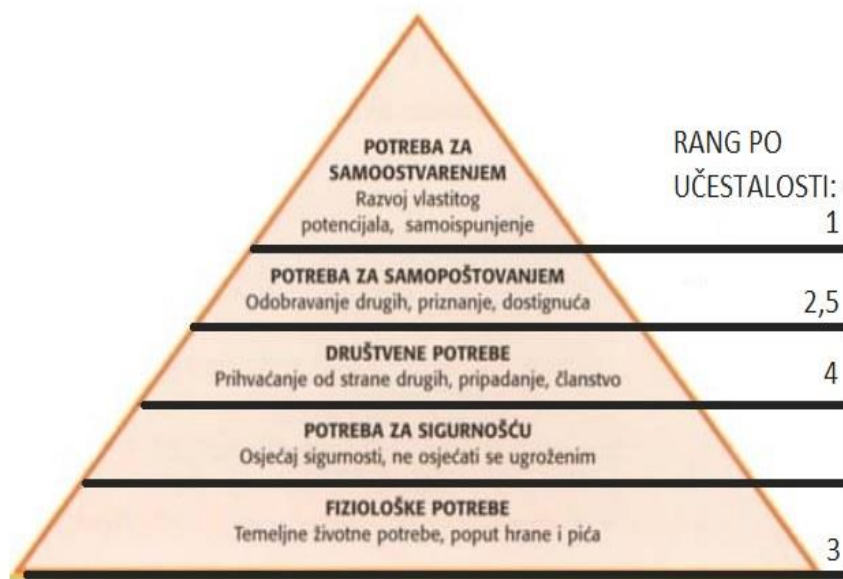 POTREBA ZA
SAMOOSTVARENJEM
Razvoj vlastitog
potencijala, samoispunjenje
RANG PO
UČESTALOSTI:
1
POTREBA ZA SAMOPOŠTOVANJEM
Odobravanje drugih, priznanje, dostignuća
2,5
DRUŠTVENE POTREBE
Prihvaćanje od strane drugih, pripadanje, članstvo
4
POTREBA ZA SIGURNOŠĆU
Osjećaj sigurnosti, ne osjećati se ugroženim
FIZIOLOŠKE POTREBE
Temeljne životne potrebe, poput hrane i pića
3